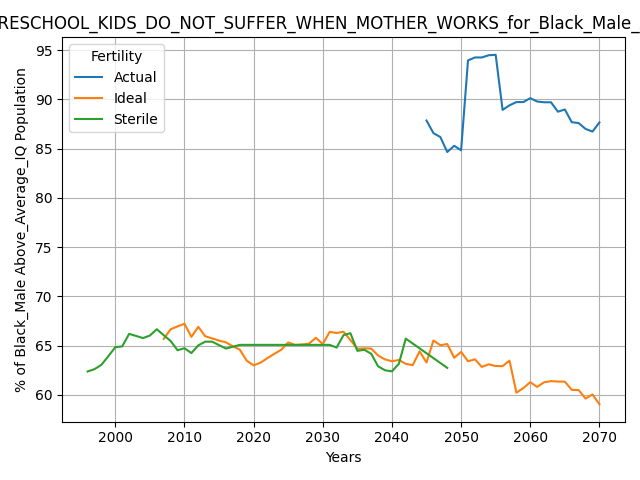 RESCHOOL_KIDS_DO_NOT_SUFFER_WHEN_MOTHER_WORKS_for_Black_Male_
Fertility
Actual
Ideal
Sterile
% of Black_Male Above_Average_IQ Population
95
90
85
80
75
70
65
60
2000
2010
2020
2030
2040
2050
2060
2070
Years